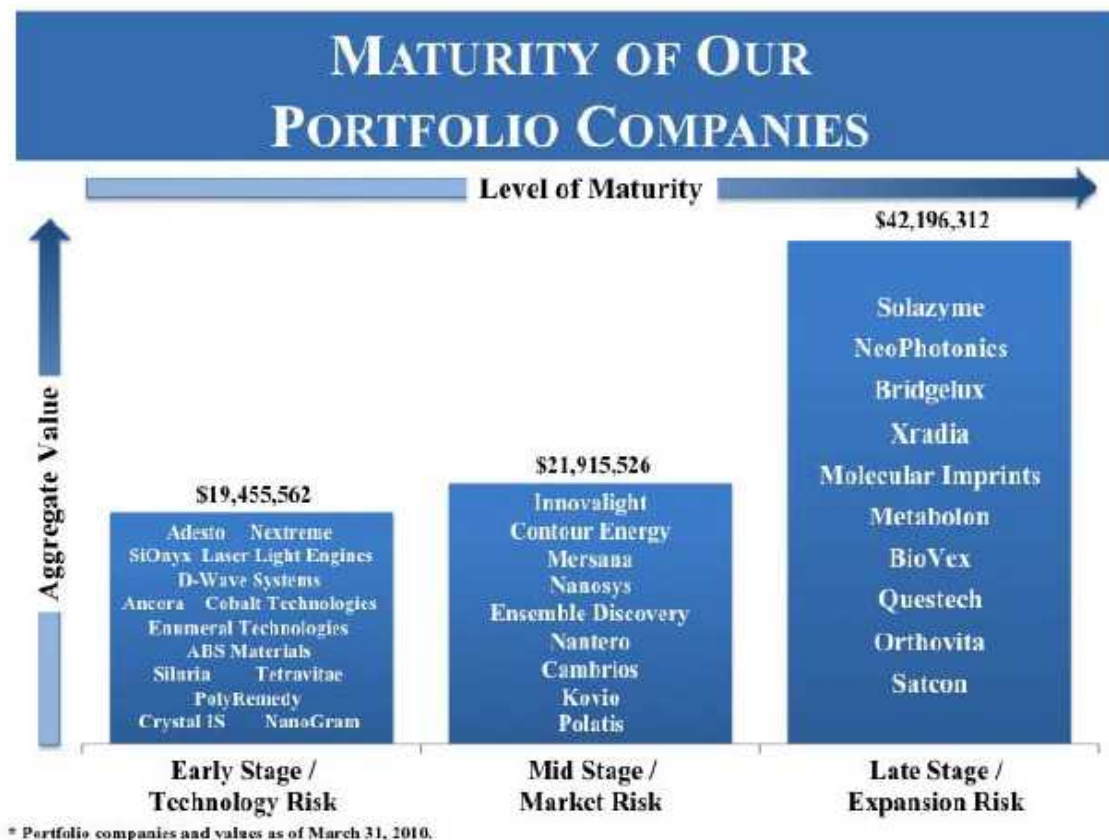 MATURITY OF OUR
PORTFOLIO COMPANIES
Level of Maturity
Aggregate Value
$19,455,562
Adesto Nextreme
SiOnyx Laser Light Engines
D-Wave Systems
Ancora Cobalt Technologies
Enumeral Technologies
ABS Materials
Siluria Tetravitae
PolyRemedy
Crystal IS NanoGram
Early Stage /
Technology Risk
$21,915,526
Innovalight
Contour Energy
Mersana
Nanosys
Ensemble Discovery
Nantero
Cambrios
Kovio
Polatis
Mid Stage /
Market Risk
$42,196,312
Solazyme
NeoPhotonics
Bridgelux
Xradia
Molecular Imprints
Metabolon
BioVex
Questech
Orthovita
Satcon
Late Stage /
Expansion Risk
* Portfolio companies and values as of March 31, 2010.